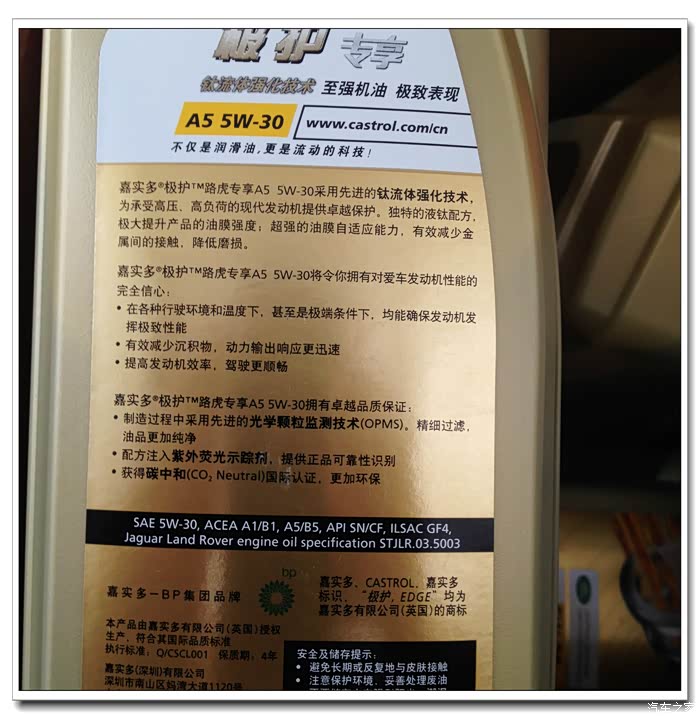 极护 专享
钛流体强化技术 至强机油 极致表现
A5 5W-30 www.castrol.com/cn
不仅是润滑油,更是流动的科技!
嘉实多®极护™路虎专享A5 5W-30采用先进的钛流体强化技术,
为承受高压、高负荷的现代发动机提供卓越保护。独特的液钛配方,
极大提升产品的油膜强度;超强的油膜自适应能力,有效减少金
属间的接触,降低磨损。
嘉实多®极护™路虎专享A5 5W-30将令你拥有对爱车发动机性能的
完全信心:
• 在各种行驶环境和温度下,甚至是极端条件下,均能确保发动机发
挥极致性能
• 有效减少沉积物,动力输出响应更迅速
• 提高发动机效率,驾驶更顺畅
嘉实多®极护™路虎专享A5 5W-30拥有卓越品质保证:
• 制造过程中采用先进的光学颗粒监测技术(OPMS)。精细过滤,
油品更加纯净
• 配方注入紫外荧光示踪剂,提供正品可靠性识别
• 获得碳中和(CO₂ Neutral)国际认证,更加环保
SAE 5W-30, ACEA A1/B1, A5/B5, API SN/CF, ILSAC GF4,
Jaguar Land Rover engine oil specification STJLR.03.5003
bp
嘉实多－BP集团品牌
嘉实多、CASTROL、嘉实多
标识、“极护, EDGE”均为
嘉实多有限公司(英国)的商标
本产品由嘉实多有限公司(英国)授权
生产,符合其国际品质标准
执行标准: Q/CSCL001 保质期: 4年
嘉实多(深圳)有限公司
深圳市南山区妈湾大道1120号
安全及储存提示:
• 避免长期或反复地与皮肤接触
• 注意保护环境,妥善处理废油
汽车之家